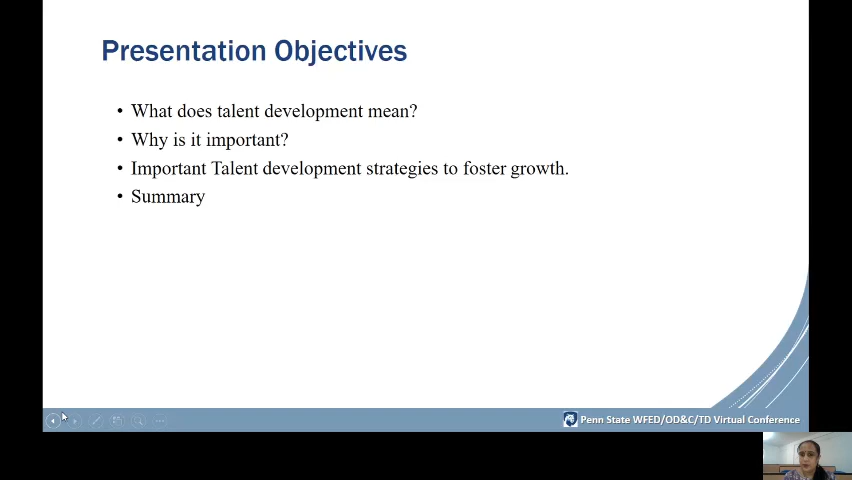 Presentation Objectives
• What does talent development mean?
• Why is it important?
• Important Talent development strategies to foster growth.
• Summary
Penn State WFED/OD&C/TD Virtual Conference